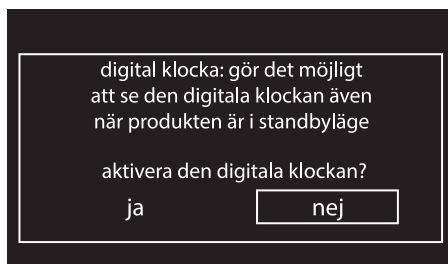 digital klocka: gör det möjligt
att se den digitala klockan även
när produkten är i standbyläge
aktivera den digitala klockan?
ja nej